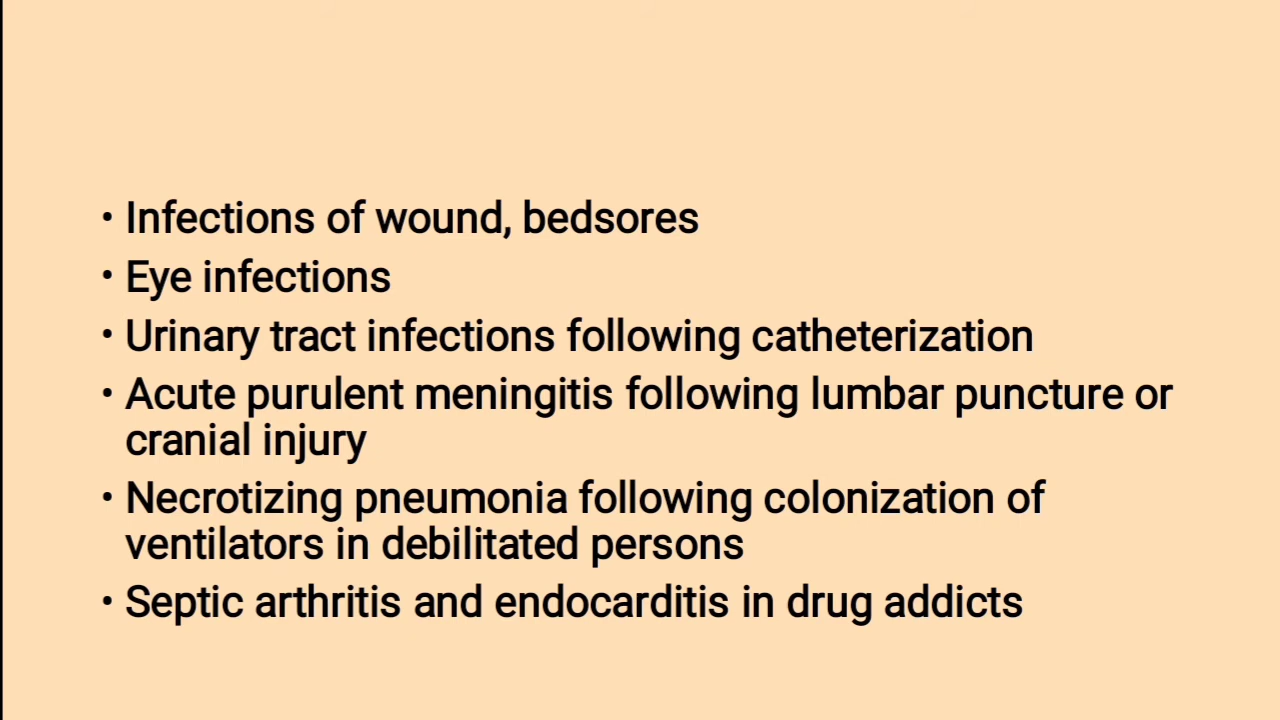 • Infections of wound, bedsores
• Eye infections
• Urinary tract infections following catheterization
• Acute purulent meningitis following lumbar puncture or
cranial injury
• Necrotizing pneumonia following colonization of
ventilators in debilitated persons
• Septic arthritis and endocarditis in drug addicts